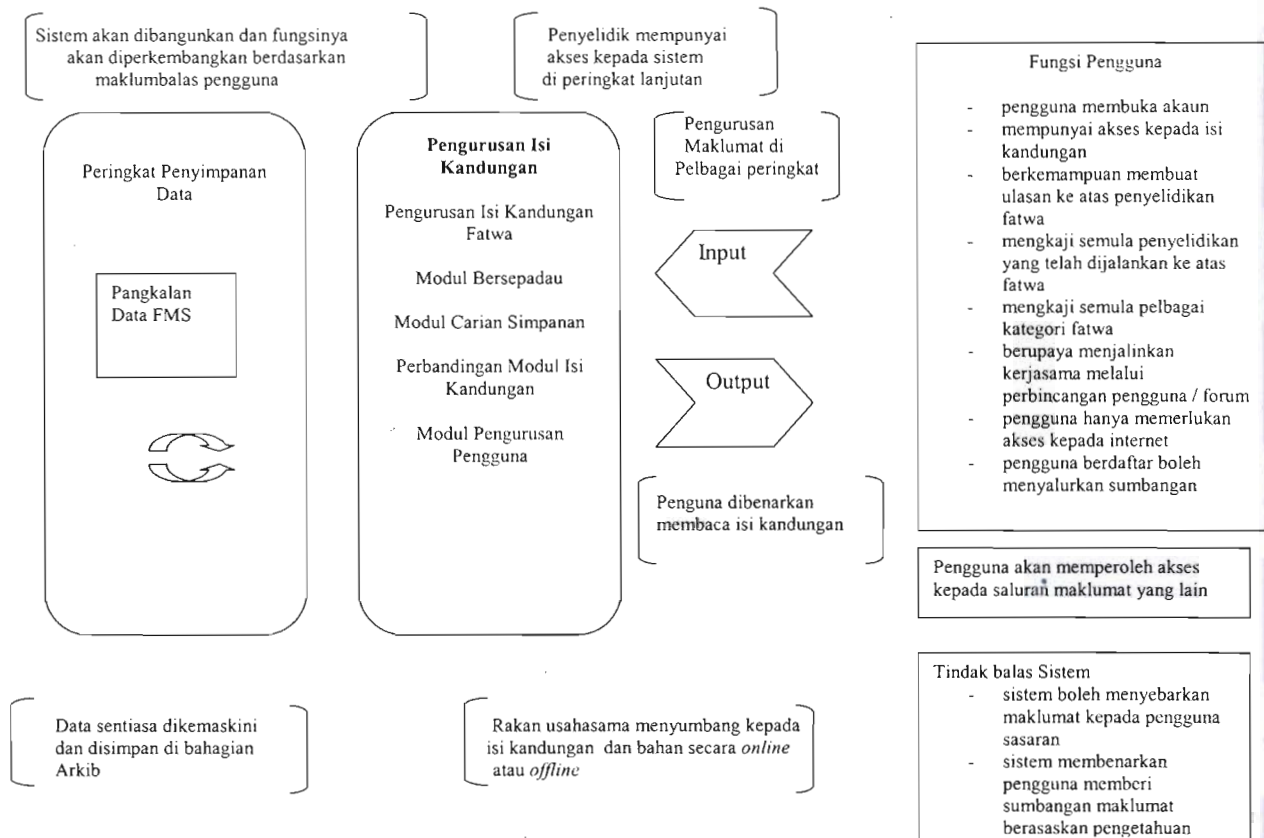 Sistem akan dibangunkan dan fungsinya
akan diperkembangkan berdasarkan
maklumbalas pengguna
Penyelidik mempunyai
akses kepada sistem
di peringkat lanjutan
Peringkat Penyimpanan
Data
Pangkalan
Data FMS
Pengurusan Isi
Kandungan
Pengurusan Isi Kandungan
Fatwa
Modul Bersepadau
Modul Carian Simpanan
Perbandingan Modul Isi
Kandungan
Modul Pengurusan
Pengguna
Pengurusan
Maklumat di
Pelbagai peringkat
Input
Output
Penguna dibenarkan
membaca isi kandungan
Fungsi Pengguna
- pengguna membuka akaun
- mempunyai akses kepada isi
kandungan
- berkemampuan membuat
ulasan ke atas penyelidikan
fatwa
- mengkaji semula penyelidikan
yang telah dijalankan ke atas
fatwa
- mengkaji semula pelbagai
kategori fatwa
- berupaya menjalinkan
kerjasama melalui
perbincangan pengguna / forum
- pengguna hanya memerlukan
akses kepada internet
- pengguna berdaftar boleh
menyalurkan sumbangan
Pengguna akan memperoleh akses
kepada saluran maklumat yang lain
Tindak balas Sistem
- sistem boleh menyebarkan
maklumat kepada pengguna
sasaran
- sistem membenarkan
pengguna memberi
sumbangan maklumat
berasaskan pengetahuan
Data sentiasa dikemaskini
dan disimpan di bahagian
Arkib
Rakan usahasama menyumbang kepada
isi kandungan dan bahan secara online
atau offline